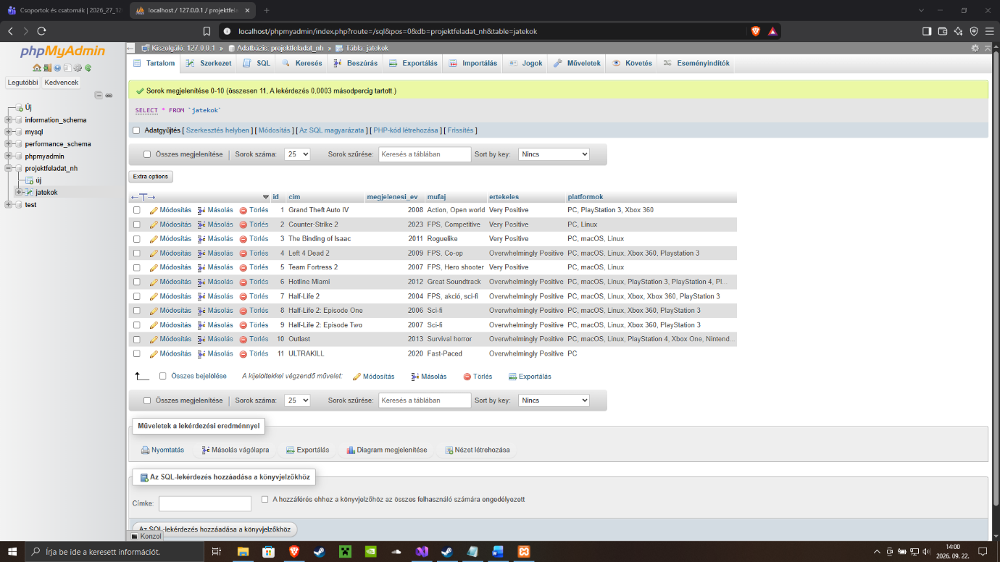 Csoportok és csatornák | 2026_27_12
localhost / 127.0.0.1 / projektfela
localhost/phpmyadmin/index.php?route=/sql&pos=0&db=projektfeladat_nh&table=jatekok
phpMyAdmin
Legutóbbi Kedvencek
Új
information_schema
mysql
performance_schema
phpmyadmin
projektfeladat_nh
új
jatekok
test
Kiszolgáló: 127.0.0.1 » Adatbázis: projektfeladat_nh » Tábla: jatekok
Tartalom Szerkezet SQL Keresés Beszúrás Exportálás Importálás Jogok Műveletek Követés Eseményindítók
Sorok megjelenítése 0-10 (összesen 11, A lekérdezés 0,0003 másodpercig tartott.)
SELECT * FROM `jatekok`
Adatgyűjtés [ Szerkesztés helyben ] [ Módosítás ] [ Az SQL magyarázata ] [ PHP-kód létrehozása ] [ Frissítés ]
Összes megjelenítése | Sorok száma: 25 Sorok szűrése: Keresés a táblában Sort by key: Nincs
Extra options
←T→ id cim megjelenesi_ev mufaj ertekeles platformok
Módosítás Másolás Törlés 1 Grand Theft Auto IV 2008 Action, Open world Very Positive PC, PlayStation 3, Xbox 360
Módosítás Másolás Törlés 2 Counter-Strike 2 2023 FPS, Competitive Very Positive PC, Linux
Módosítás Másolás Törlés 3 The Binding of Isaac 2011 Roguelike Very Positive PC, macOS, Linux
Módosítás Másolás Törlés 4 Left 4 Dead 2 2009 FPS, Co-op Overwhelmingly Positive PC, macOS, Linux, Xbox 360, Playstation 3
Módosítás Másolás Törlés 5 Team Fortress 2 2007 FPS, Hero shooter Very Positive PC, macOS, Linux
Módosítás Másolás Törlés 6 Hotline Miami 2012 Great Soundtrack Overwhelmingly Positive PC, macOS, Linux, PlayStation 3, PlayStation 4, Pl...
Módosítás Másolás Törlés 7 Half-Life 2 2004 FPS, akció, sci-fi Overwhelmingly Positive PC, macOS, Linux, Xbox, Xbox 360, PlayStation 3
Módosítás Másolás Törlés 8 Half-Life 2: Episode One 2006 Sci-fi Overwhelmingly Positive PC, macOS, Linux, Xbox 360, PlayStation 3
Módosítás Másolás Törlés 9 Half-Life 2: Episode Two 2007 Sci-fi Overwhelmingly Positive PC, macOS, Linux, Xbox 360, PlayStation 3
Módosítás Másolás Törlés 10 Outlast 2013 Survival horror Overwhelmingly Positive PC, macOS, Linux, PlayStation 4, Xbox One, Nintend...
Módosítás Másolás Törlés 11 ULTRAKILL 2020 Fast-Paced Overwhelmingly Positive PC
Összes bejelölése A kijelöltekkel végzendő művelet: Módosítás Másolás Törlés Exportálás
Összes megjelenítése | Sorok száma: 25 Sorok szűrése: Keresés a táblában Sort by key: Nincs
Műveletek a lekérdezési eredménnyel
Nyomtatás Másolás vágólapra Exportálás Diagram megjelenítése Nézet létrehozása
Az SQL-lekérdezés hozzáadása a könyvjelzőkhöz
Címke: A hozzáférés ehhez a könyvjelzőhöz az összes felhasználó számára engedélyezett
Az SQL-lekérdezés hozzáadása a könyvjelzőkhöz
Konzol
Írja be ide a keresett információt.
14:00
2026. 09. 22.